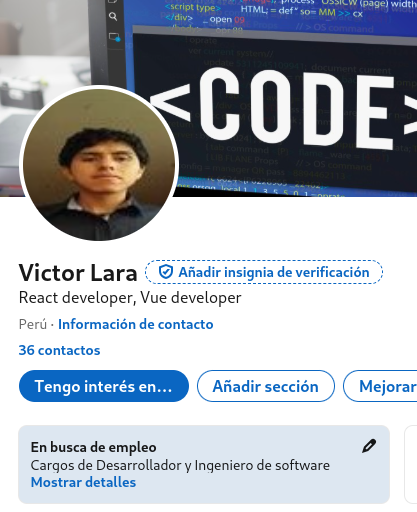 <script type>
HTML: = def" so= MM >> cx
</div>
open 09
<CODE>
Victor Lara
Añadir insignia de verificación
React developer, Vue developer
Perú · Información de contacto
36 contactos
Tengo interés en...
Añadir sección
Mejorar
En busca de empleo
Cargos de Desarrollador y Ingeniero de software
Mostrar detalles